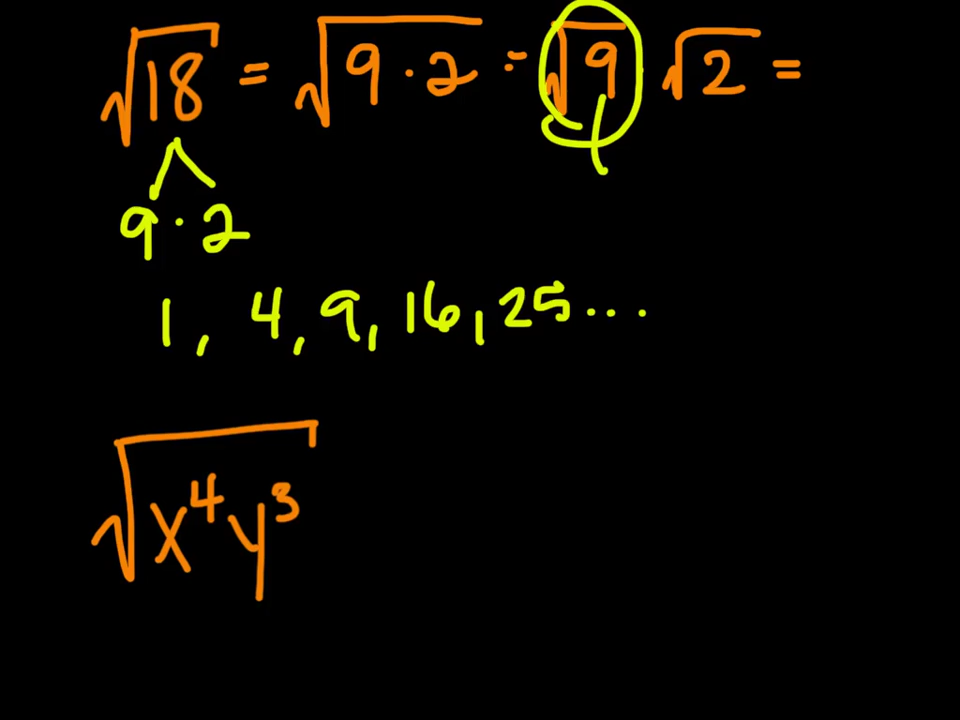 √18 = √9·2 = √9 √2 =
9·2
1, 4, 9, 16, 25...
√x⁴y³